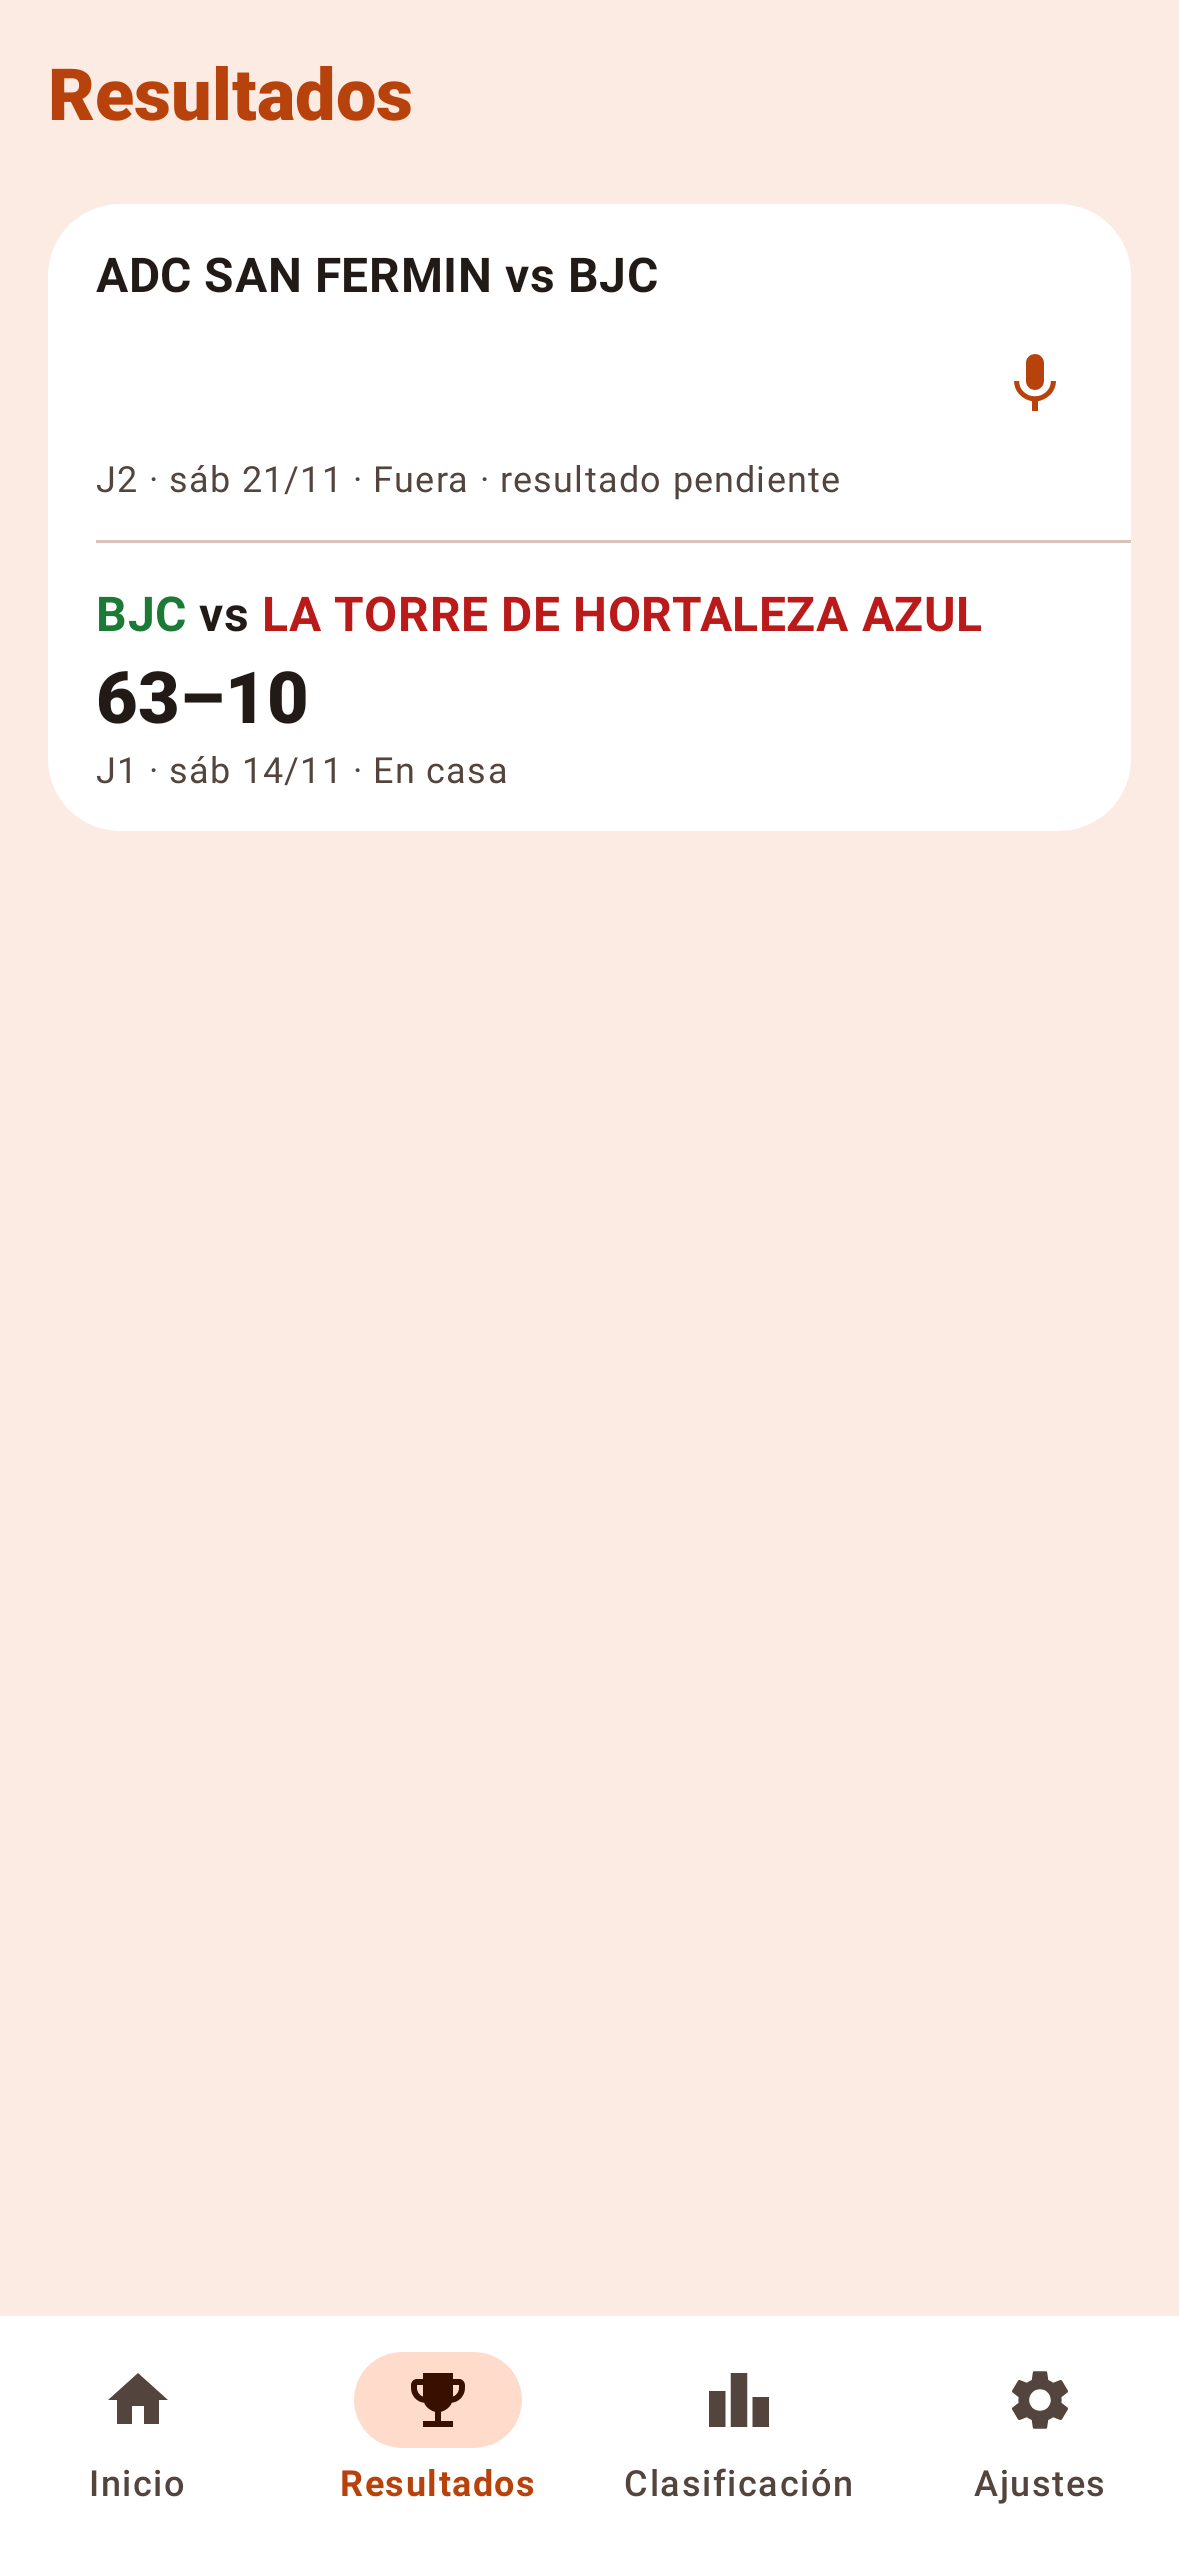 Resultados
ADC SAN FERMIN vs BJC
J2 · sáb 21/11 · Fuera · resultado pendiente
BJC vs LA TORRE DE HORTALEZA AZUL
63–10
J1 · sáb 14/11 · En casa
Inicio
Resultados
Clasificación
Ajustes